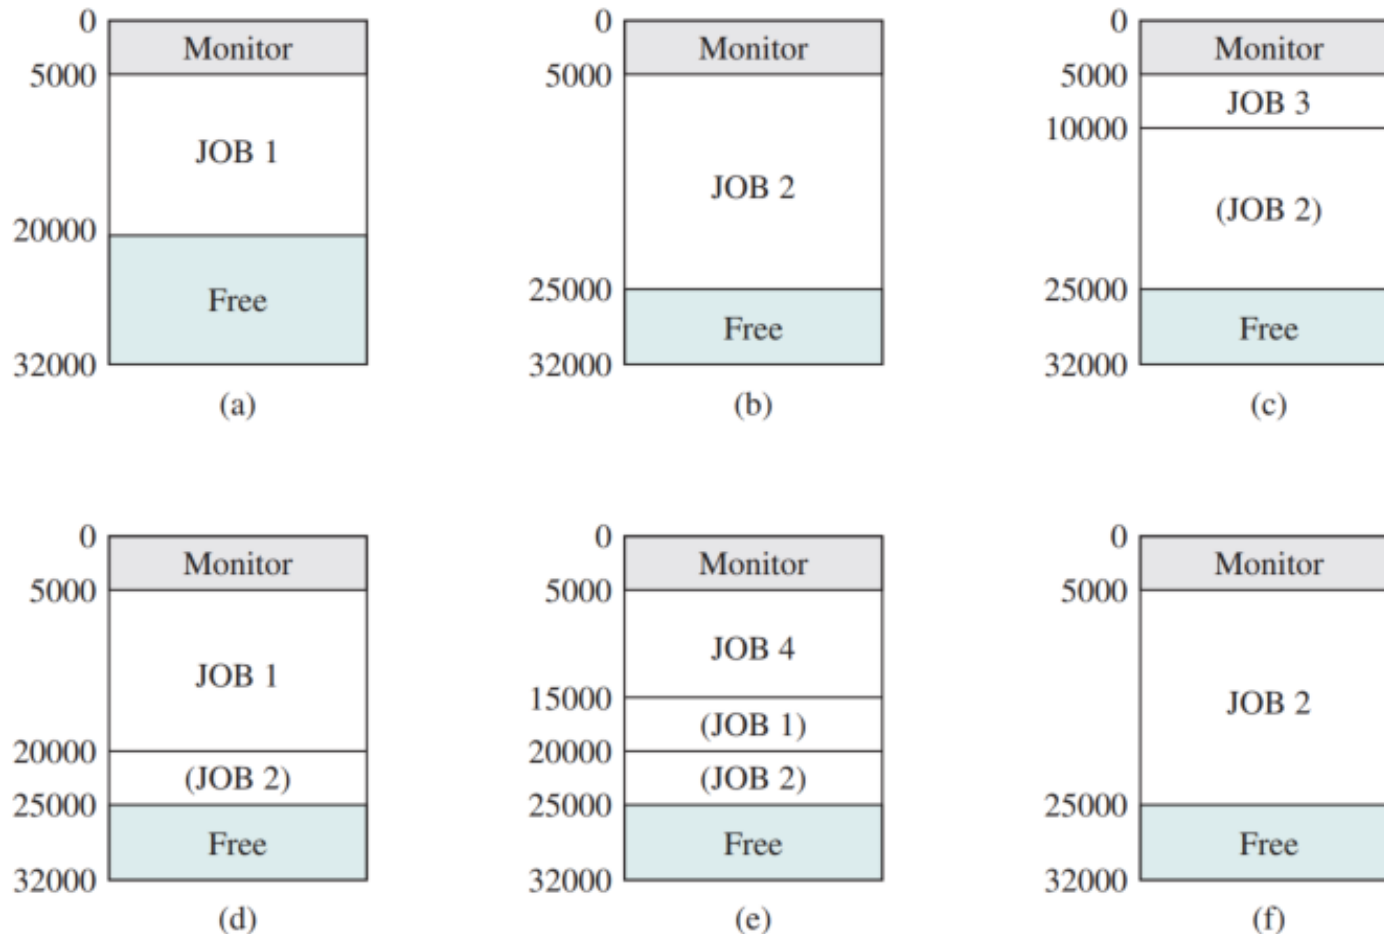 0
Monitor
5000
JOB 1
20000
Free
32000
(a)
0
Monitor
5000
JOB 2
25000
Free
32000
(b)
0
Monitor
5000
JOB 3
10000
(JOB 2)
25000
Free
32000
(c)
0
Monitor
5000
JOB 1
20000
(JOB 2)
25000
Free
32000
(d)
0
Monitor
5000
JOB 4
15000
(JOB 1)
20000
(JOB 2)
25000
Free
32000
(e)
0
Monitor
5000
JOB 2
25000
Free
32000
(f)